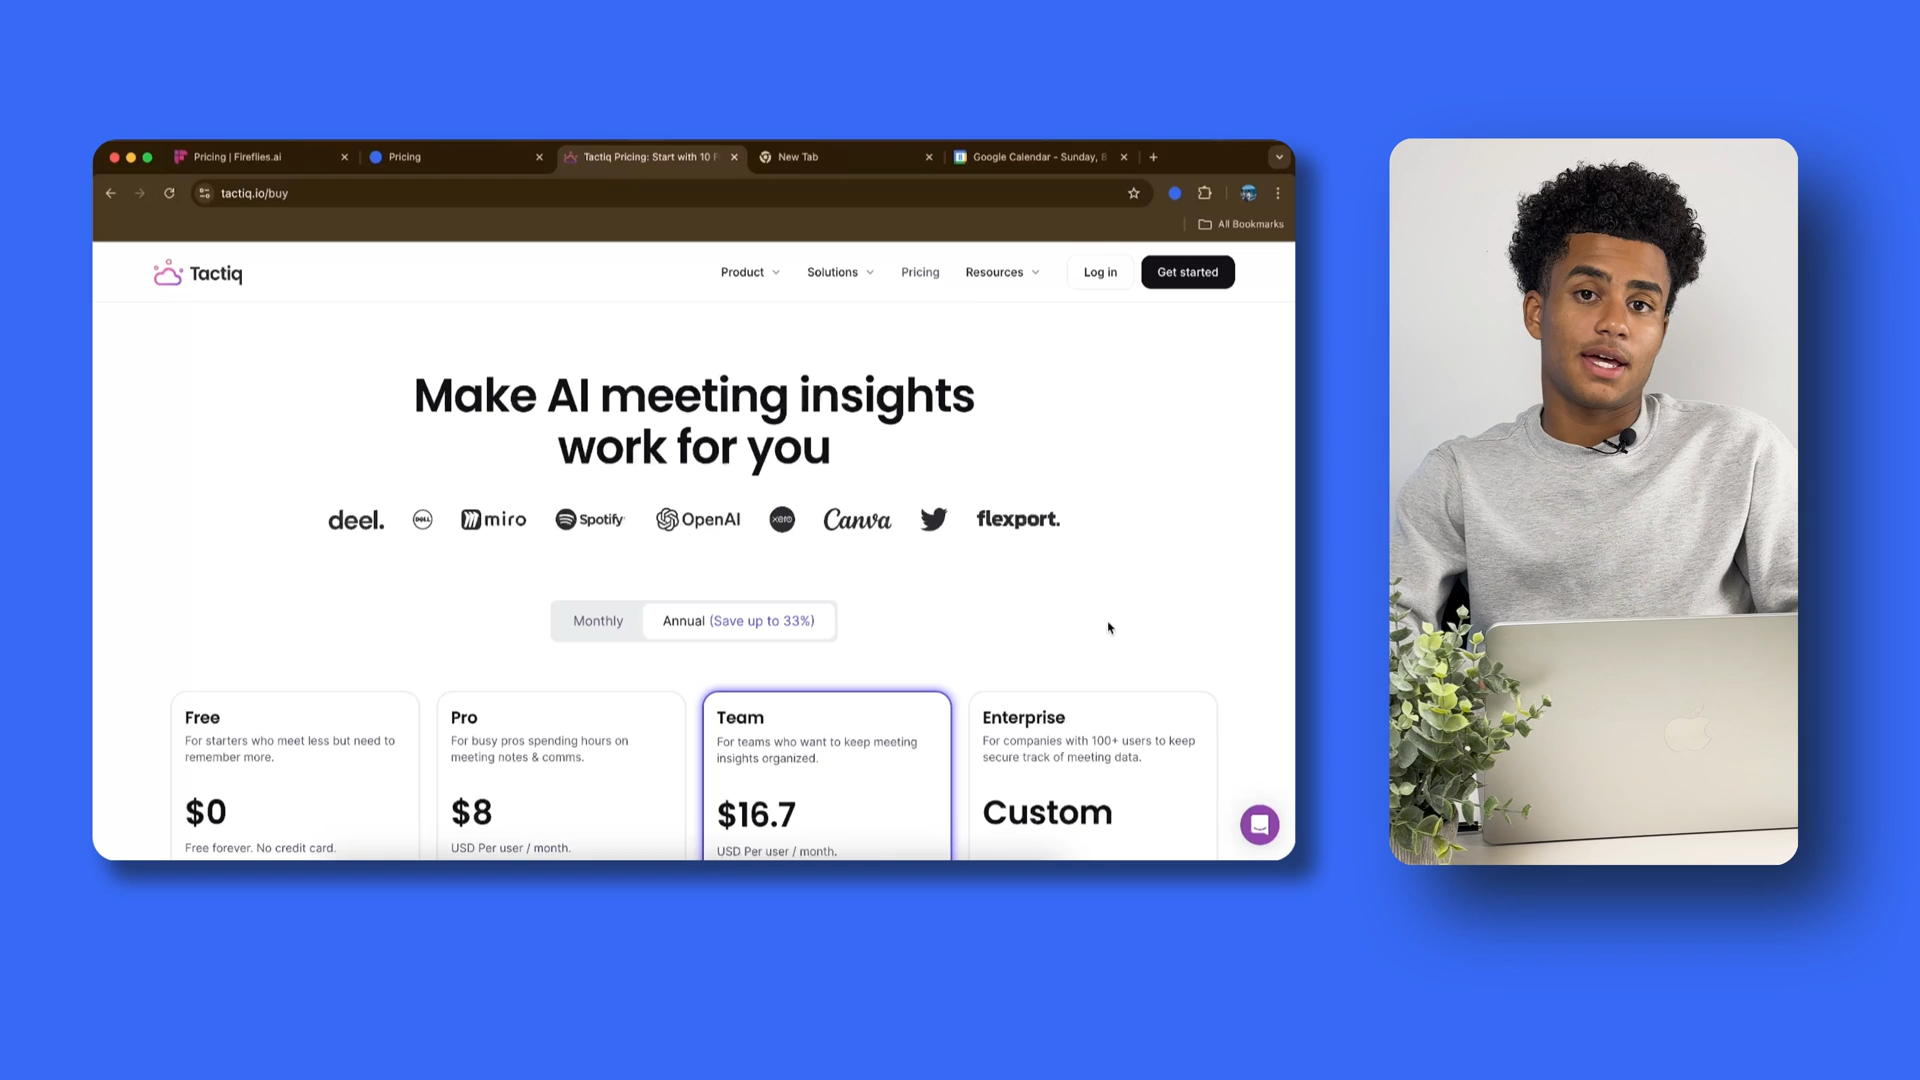 Pricing | Fireflies.ai
Pricing
Tactiq Pricing: Start with 10 F
New Tab
Google Calendar - Sunday, 8
tactiq.io/buy
All Bookmarks
Tactiq
Product
Solutions
Pricing
Resources
Log in
Get started
Make AI meeting insights
work for you
deel.
DELL
miro
Spotify
OpenAI
xero
Canva
flexport.
Monthly
Annual (Save up to 33%)
Free
For starters who meet less but need to
remember more.
$0
Free forever. No credit card.
Pro
For busy pros spending hours on
meeting notes & comms.
$8
USD Per user / month.
Team
For teams who want to keep meeting
insights organized.
$16.7
USD Per user / month.
Enterprise
For companies with 100+ users to keep
secure track of meeting data.
Custom